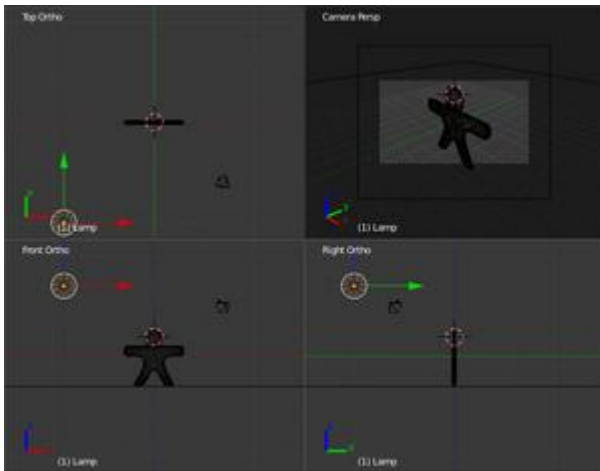 Top Ortho
Camera Persp
(1) Lamp
(1) Lamp
Front Ortho
Right Ortho
(1) Lamp
(1) Lamp